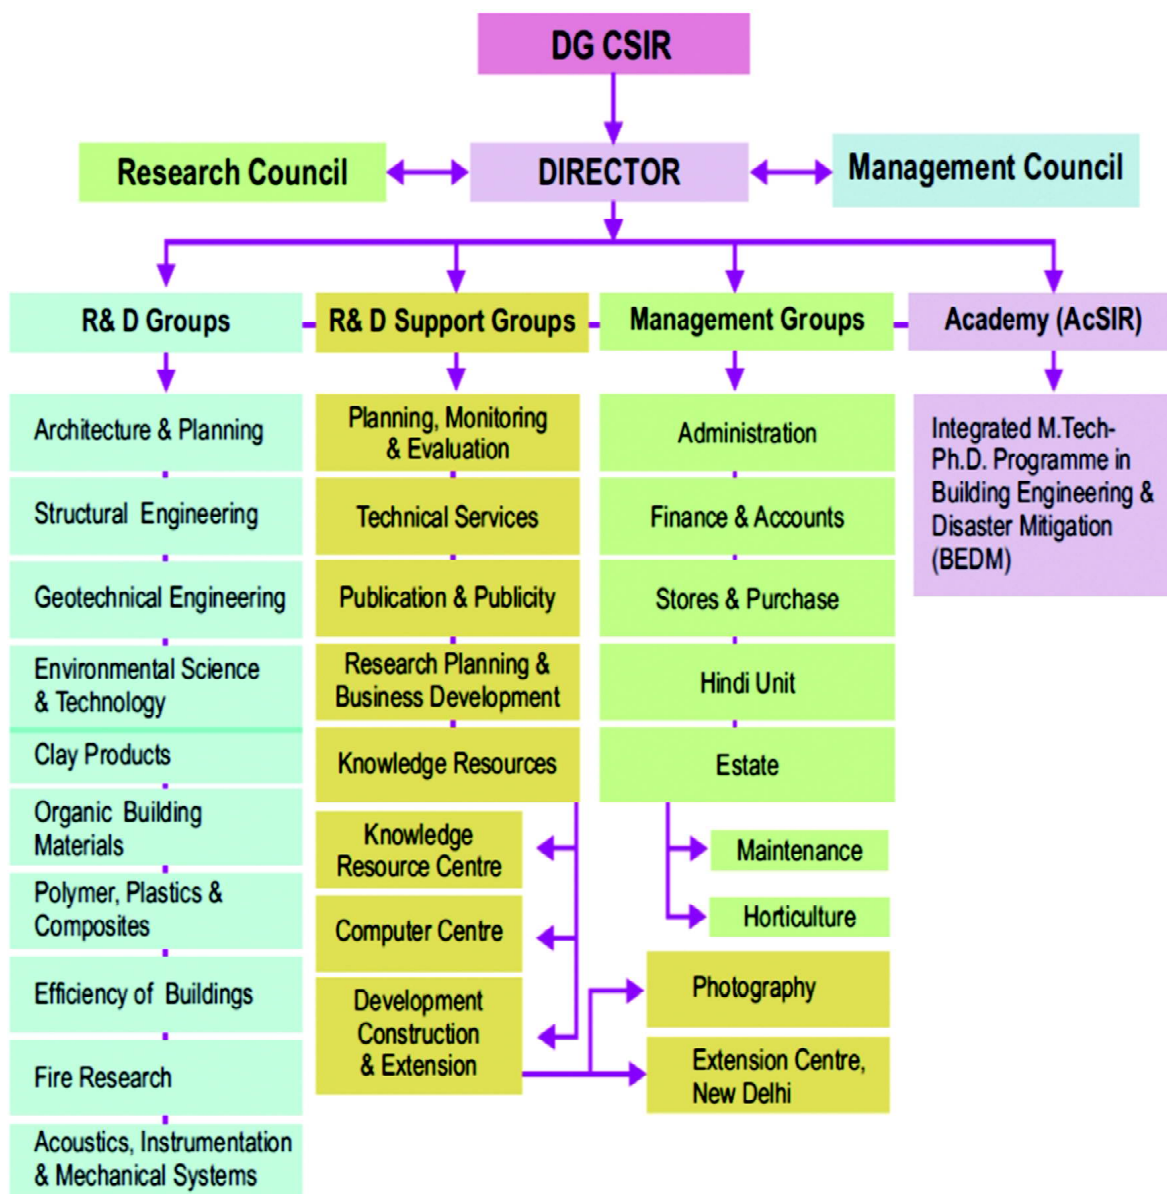 DG CSIR
Research Council
DIRECTOR
Management Council
R& D Groups
R& D Support Groups
Management Groups
Academy (AcSIR)
Architecture & Planning
Structural Engineering
Geotechnical Engineering
Environmental Science
& Technology
Clay Products
Organic Building
Materials
Polymer, Plastics &
Composites
Efficiency of Buildings
Fire Research
Acoustics, Instrumentation
& Mechanical Systems
Planning, Monitoring
& Evaluation
Technical Services
Publication & Publicity
Research Planning &
Business Development
Knowledge Resources
Knowledge
Resource Centre
Computer Centre
Development
Construction
& Extension
Photography
Extension Centre,
New Delhi
Administration
Finance & Accounts
Stores & Purchase
Hindi Unit
Estate
Maintenance
Horticulture
Integrated M.Tech-
Ph.D. Programme in
Building Engineering &
Disaster Mitigation
(BEDM)